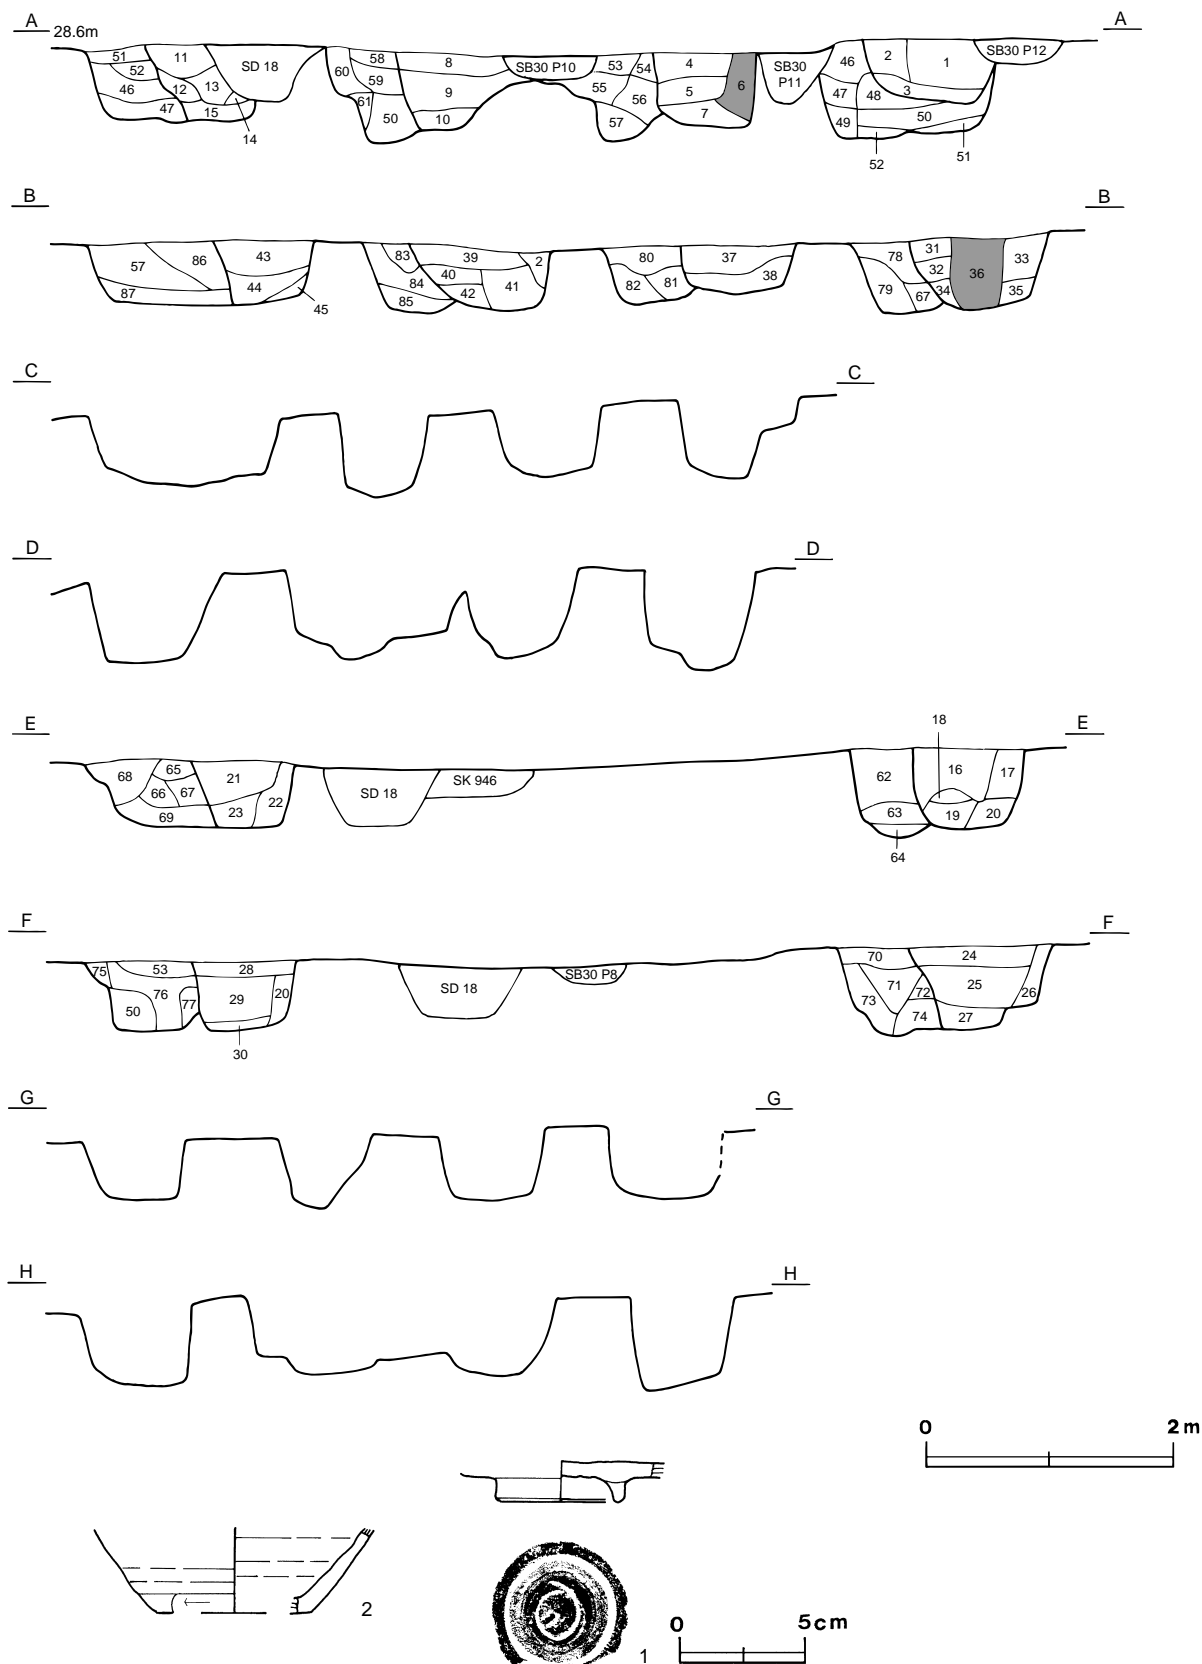 A 28.6m A
51 11 SD 18 58 8 SB30 P10 53 54 4 6 SB30 P11 46 2 1 SB30 P12
52 60 59
46 12 13 9 55 56 5 47 48 3
47 15 61 50 10 57 7 49 50
14 52 51
B B
57 86 43 83 39 2 80 37 78 31 36 33
87 44 84 40 41 82 81 38 79 32
45 85 42 67 34 35
C C
D D
E E
18
68 65 21 SD 18 SK 946 62 16 17
66 67 22
69 23 63 19 20
64
F F
75 53 28 SD 18 SB30 P8 70 24
76 29 20 71 72 25 26
50 77 73 74 27
30
G G
H H
0 2m
2
1
0 5cm